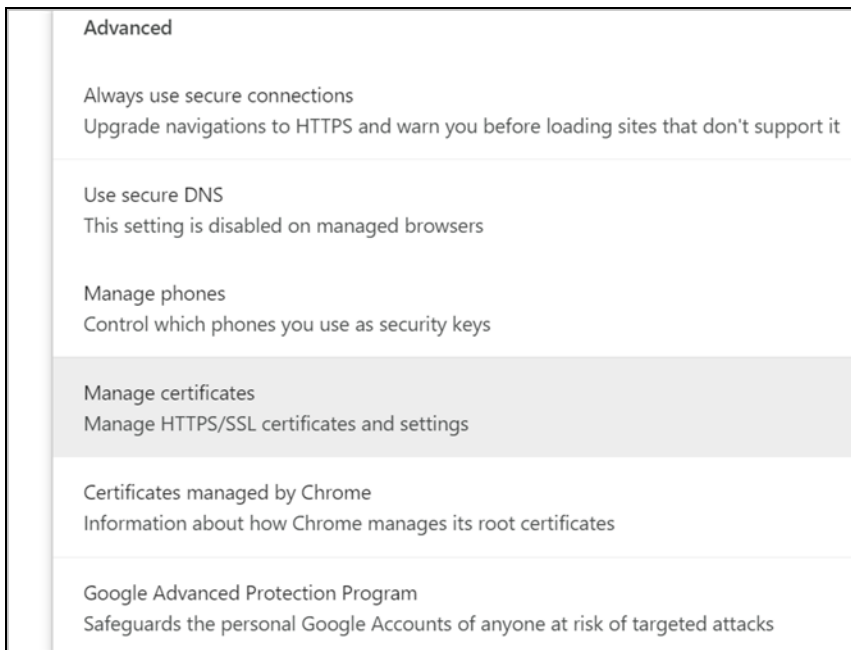 Advanced
Always use secure connections
Upgrade navigations to HTTPS and warn you before loading sites that don't support it
Use secure DNS
This setting is disabled on managed browsers
Manage phones
Control which phones you use as security keys
Manage certificates
Manage HTTPS/SSL certificates and settings
Certificates managed by Chrome
Information about how Chrome manages its root certificates
Google Advanced Protection Program
Safeguards the personal Google Accounts of anyone at risk of targeted attacks